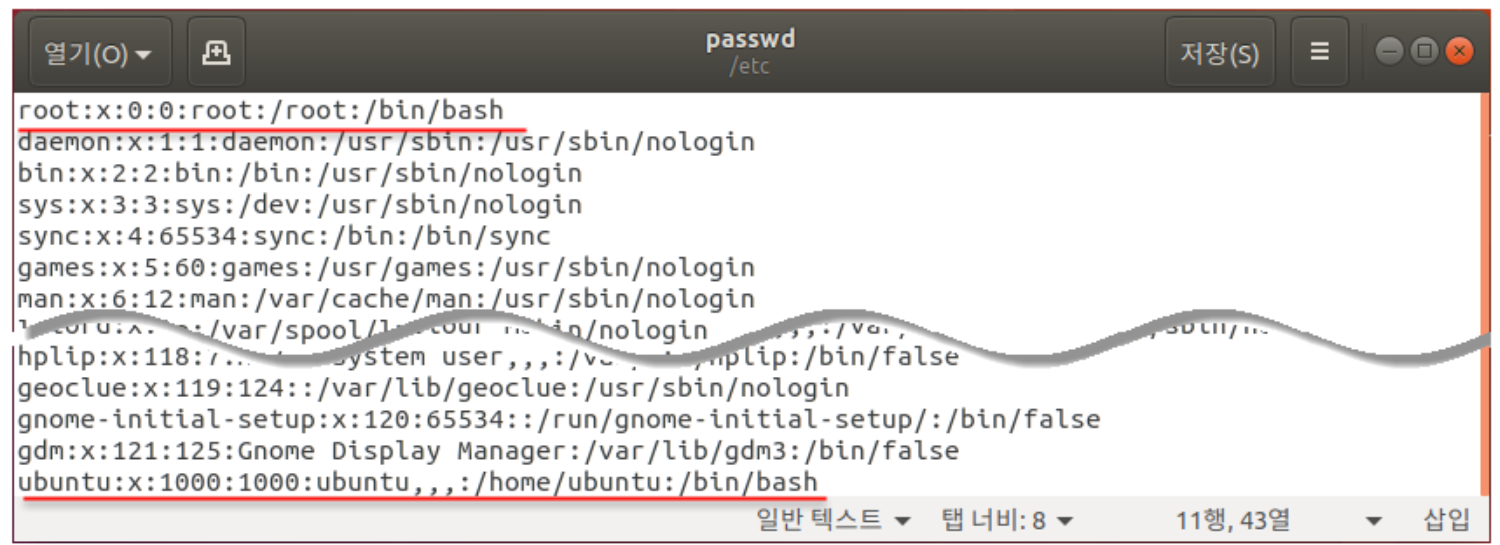 열기(O)
passwd
/etc
저장(S)
root:x:0:0:root:/root:/bin/bash
daemon:x:1:1:daemon:/usr/sbin:/usr/sbin/nologin
bin:x:2:2:bin:/bin:/usr/sbin/nologin
sys:x:3:3:sys:/dev:/usr/sbin/nologin
sync:x:4:65534:sync:/bin:/bin/sync
games:x:5:60:games:/usr/games:/usr/sbin/nologin
man:x:6:12:man:/var/cache/man:/usr/sbin/nologin
:/var/spool/ in/nologin
hplip:x:118:7 system user,,,:/v hplip:/bin/false
geoclue:x:119:124::/var/lib/geoclue:/usr/sbin/nologin
gnome-initial-setup:x:120:65534::/run/gnome-initial-setup/:/bin/false
gdm:x:121:125:Gnome Display Manager:/var/lib/gdm3:/bin/false
ubuntu:x:1000:1000:ubuntu,,,:/home/ubuntu:/bin/bash
일반 텍스트 탭 너비: 8 11행, 43열 삽입